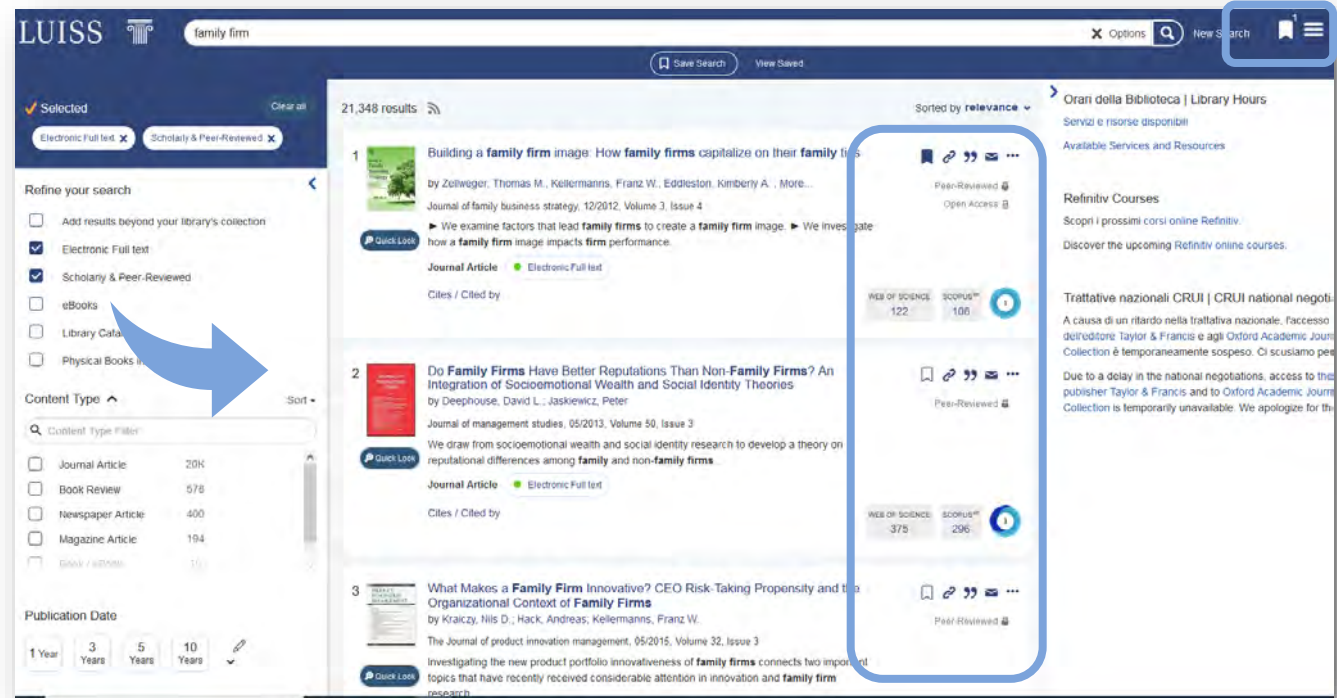 LUISS
family firm
X Options
New Search
1
Save Search
View Saved
Selected
Clear all
Electronic Full text X
Scholarly & Peer-Reviewed X
Refine your search
Add results beyond your library's collection
Electronic Full text
Scholarly & Peer-Reviewed
eBooks
Library Cata
Physical Books i
Content Type
Sort
Content Type Filter
Journal Article 20K
Book Review 578
Newspaper Article 400
Magazine Article 194
Book / eBook
Publication Date
1 Year
3 Years
5 Years
10 Years
21,348 results
Sorted by relevance
1
Building a family firm image: How family firms capitalize on their family ti s
by Zellweger, Thomas M., Kellermanns, Franz W., Eddleston, Kimberly A. , More...
Journal of family business strategy, 12/2012, Volume 3, Issue 4
► We examine factors that lead family firms to create a family firm image. ► We inves gate
how a family firm image impacts firm performance.
Quick Look
Journal Article Electronic Full text
Cites / Cited by
Peer-Reviewed
Open Access
WEB OF SCIENCE 122
SCOPUS 108
1
2
Do Family Firms Have Better Reputations Than Non-Family Firms? An
Integration of Socioemotional Wealth and Social Identity Theories
by Deephouse, David L.; Jaskiewicz, Peter
Journal of management studies, 05/2013, Volume 50, Issue 3
We draw from socioemotional wealth and social identity research to develop a theory on
reputational differences among family and non-family firms
Quick Look
Journal Article Electronic Full text
Cites / Cited by
Peer-Reviewed
WEB OF SCIENCE 375
SCOPUS 296
1
3
What Makes a Family Firm Innovative? CEO Risk-Taking Propensity and t e
Organizational Context of Family Firms
by Kraiczy, Nils D.; Hack, Andreas; Kellermanns, Franz W.
The Journal of product innovation management, 05/2015, Volume 32, Issue 3
Investigating the new product portfolio innovativeness of family firms connects two impor nt
topics that have recently received considerable attention in innovation and family firm
research
Quick Look
Peer-Reviewed
Orari della Biblioteca | Library Hours
Servizi e risorse disponibili
Available Services and Resources
Refinitiv Courses
Scopri i prossimi corsi online Refinitiv.
Discover the upcoming Refinitiv online courses.
Trattative nazionali CRUI | CRUI national negoti
A causa di un ritardo nella trattativa nazionale, l'accesso
dell'editore Taylor & Francis e agli Oxford Academic Journ
Collection è temporaneamente sospeso. Ci scusiamo per
Due to a delay in the national negotiations, access to the
publisher Taylor & Francis and to Oxford Academic Journ
Collection is temporarily unavailable. We apologize for th